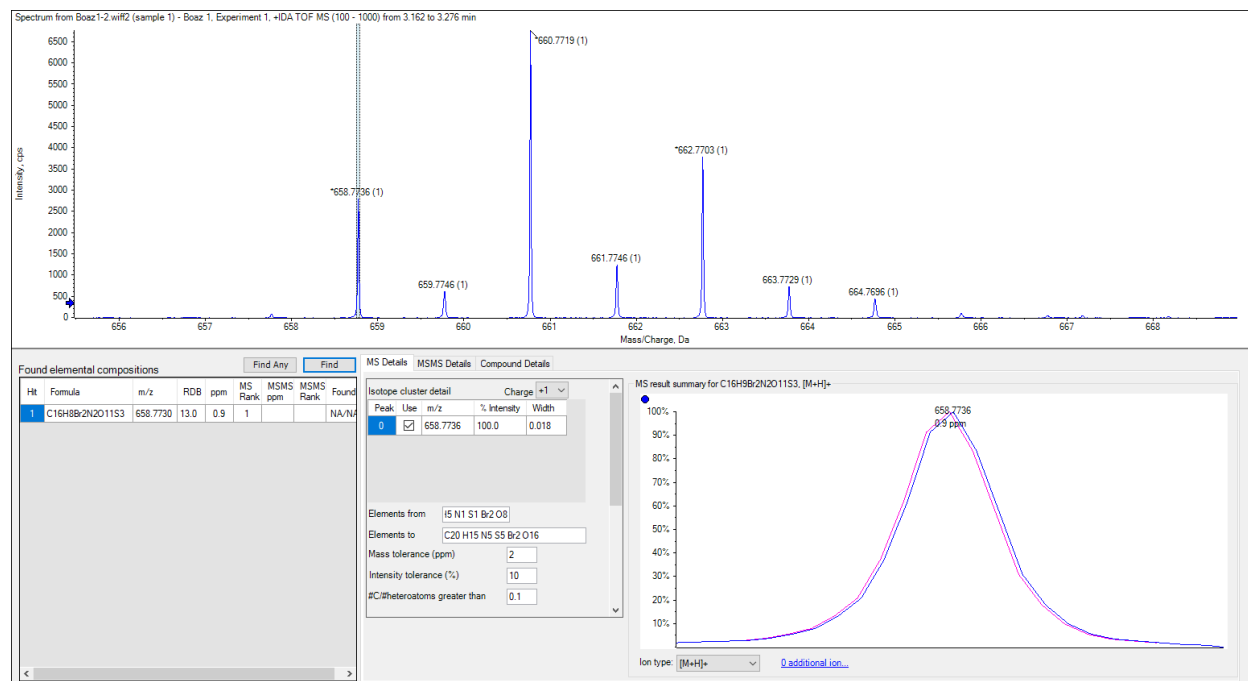 Spectrum from Boaz1-2.wiff2 (sample 1) - Boaz 1, Experiment 1, +IDA TOF MS (100 - 1000) from 3.162 to 3.276 min
6500
6000
5500
5000
4500
4000
3500
3000
2500
2000
1500
1000
500
0
Intensity, cps
*658.7736 (1)
659.7746 (1)
*660.7719 (1)
661.7746 (1)
*662.7703 (1)
663.7729 (1)
664.7696 (1)
656 657 658 659 660 661 662 663 664 665 666 667 668
Mass/Charge, Da
Found elemental compositions
Find Any Find
Hit Formula m/z RDB ppm MS Rank MSMS ppm MSMS Rank Found
1 C16H8Br2N2O11S3 658.7730 13.0 0.9 1 NA/NA
MS Details MSMS Details Compound Details
Isotope cluster detail Charge +1
Peak Use m/z % Intensity Width
0 658.7736 100.0 0.018
Elements from I5 N1 S1 Br2 O8
Elements to C20 H15 N5 S5 Br2 O16
Mass tolerance (ppm) 2
Intensity tolerance (%) 10
#C/#heteroatoms greater than 0.1
MS result summary for C16H9Br2N2O11S3, [M+H]+
100%
90%
80%
70%
60%
50%
40%
30%
20%
10%
658.7736
0.9 ppm
Ion type: [M+H]+ 0 additional ion...